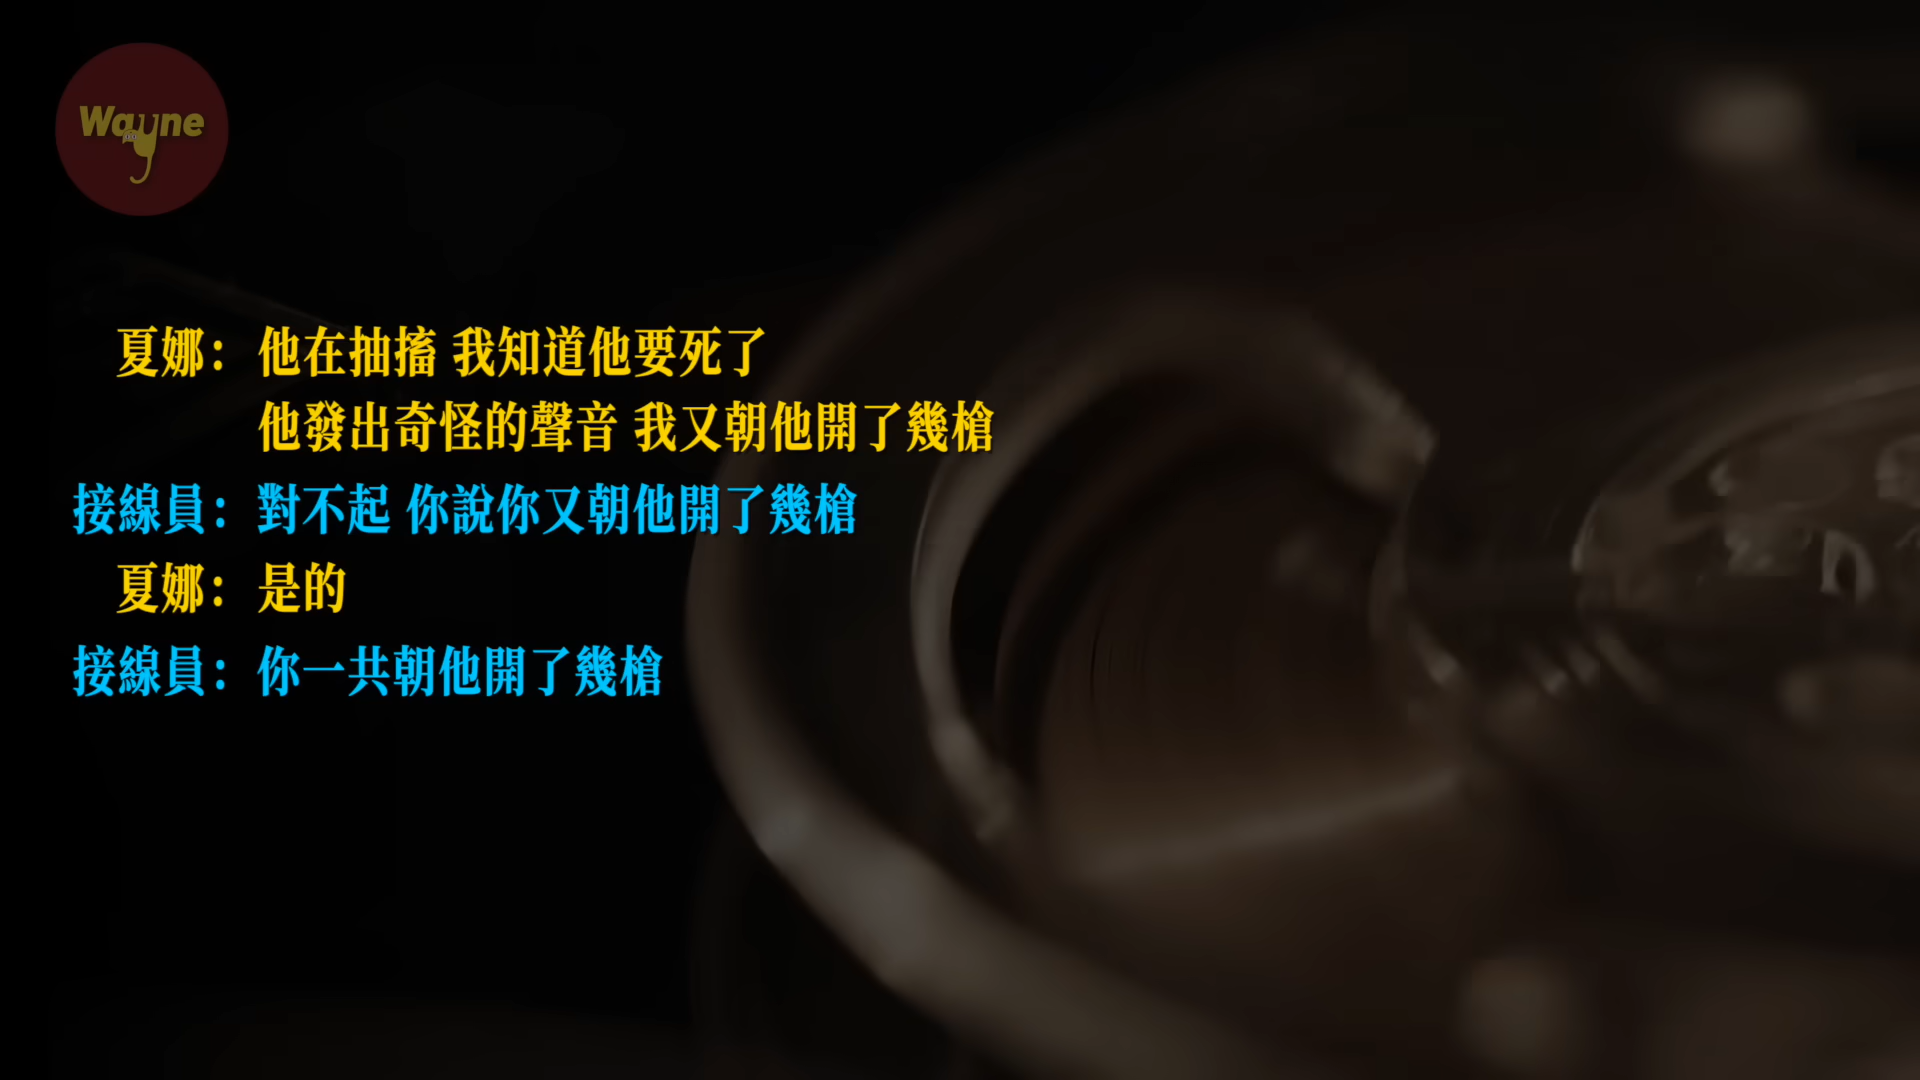 Wayne
夏娜： 他在抽搐 我知道他要死了
他發出奇怪的聲音 我又朝他開了幾槍
接線員： 對不起 你說你又朝他開了幾槍
夏娜： 是的
接線員： 你一共朝他開了幾槍